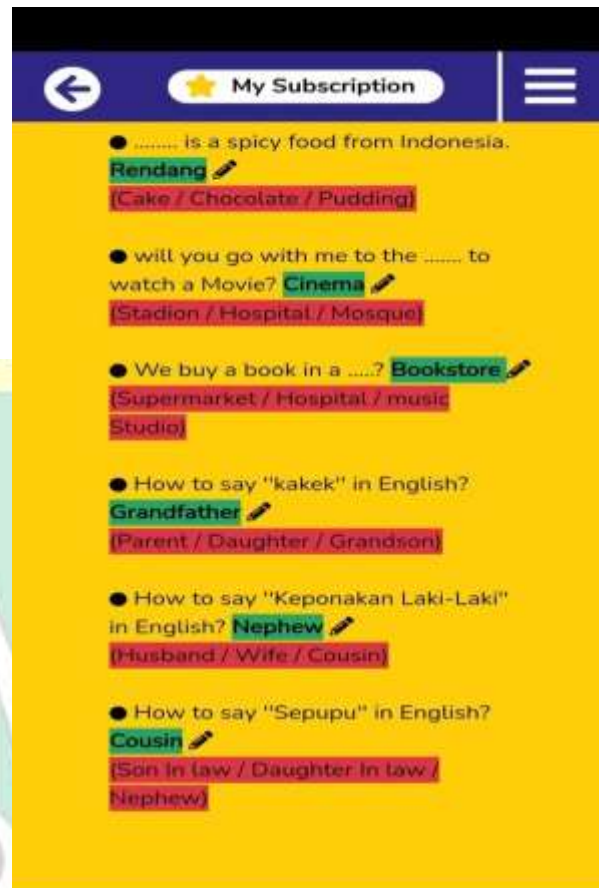 My Subscription
● ........ is a spicy food from Indonesia.
Rendang
(Cake / Chocolate / Pudding)
● will you go with me to the ....... to
watch a Movie? Cinema
(Stadion / Hospital / Mosque)
● We buy a book in a .....? Bookstore
(Supermarket / Hospital / music
Studio)
● How to say "kakek" in English?
Grandfather
(Parent / Daughter / Grandson)
● How to say "Keponakan Laki-Laki"
in English? Nephew
(Husband / Wife / Cousin)
● How to say "Sepupu" in English?
Cousin
(Son In law / Daughter In law /
Nephew)